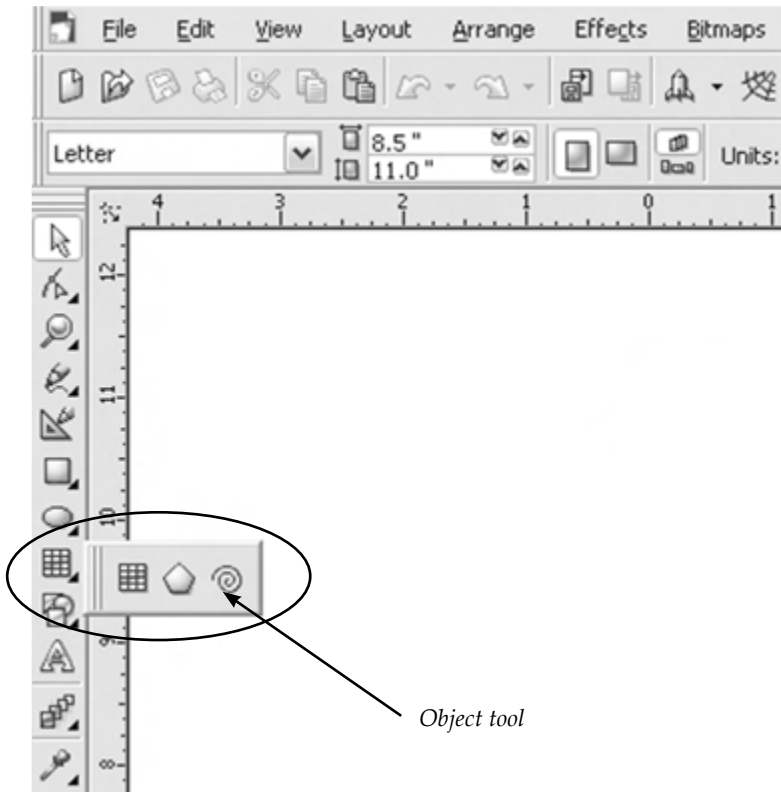 File Edit View Layout Arrange Effects Bitmaps
Letter 8.5 " Units:
11.0 "
4 3 2 1 0 1
12
11
10
9
8
Object tool